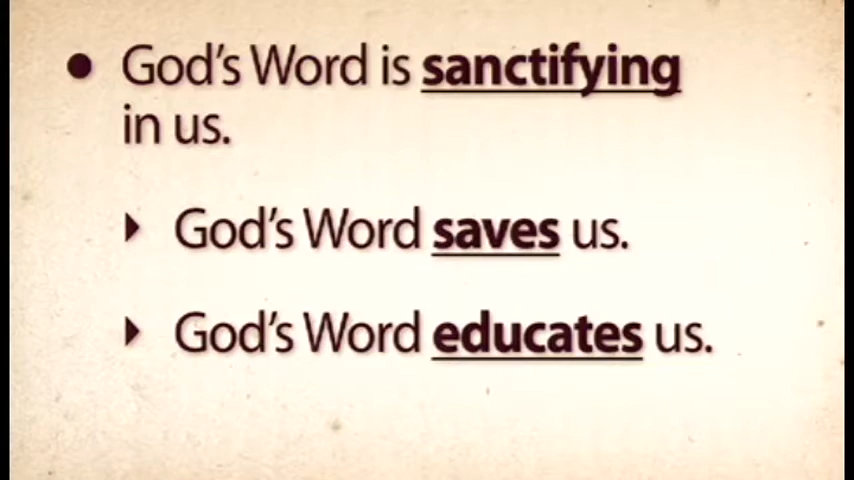 ● God's Word is sanctifying
in us.
▸ God's Word saves us.
▸ God's Word educates us.